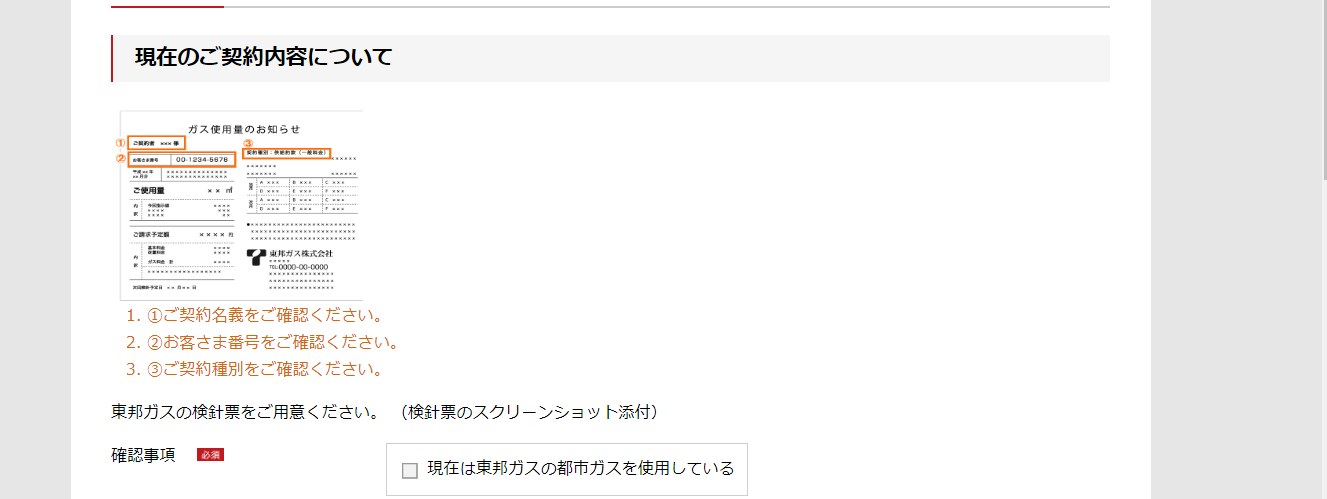 現在のご契約内容について
ガス使用量のお知らせ
① ご契約者 ××× 様
② お客さま番号 00-1234-5678
③
契約種別：供給約款（一般料金）
ご使用量 ×× ㎥
ご請求予定額 ×××× 円
基本料金 ××××
ガス料金 計 ××××
東邦ガス株式会社
TEL:0000-00-0000
1. ①ご契約名義をご確認ください。
2. ②お客さま番号をご確認ください。
3. ③ご契約種別をご確認ください。
東邦ガスの検針票をご用意ください。 （検針票のスクリーンショット添付）
確認事項 必須
現在は東邦ガスの都市ガスを使用している